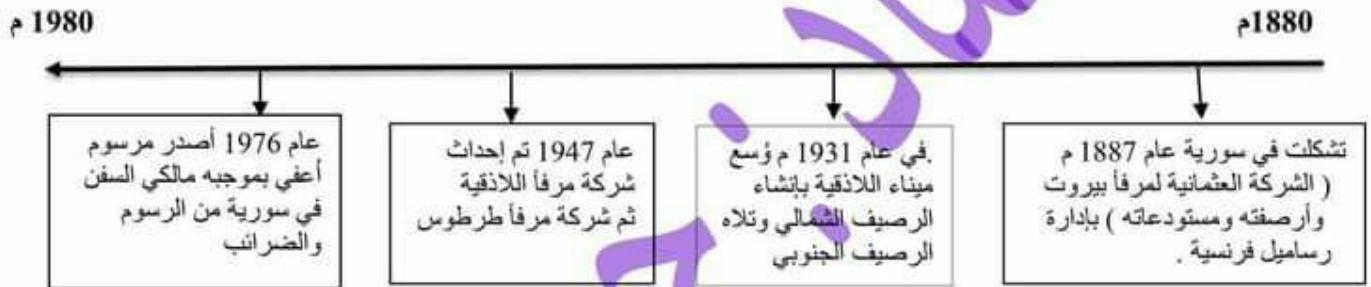 1880م
1980 م
تشكلت في سورية عام 1887 م
( الشركة العثمانية لمرفأ بيروت
وأرصفته ومستودعاته ) بإدارة
رساميل فرنسية .
.في عام 1931 م وُسع
ميناء اللاذقية بإنشاء
الرصيف الشمالي وتلاه
الرصيف الجنوبي
عام 1947 تم إحداث
شركة مرفأ اللاذقية
ثم شركة مرفأ طرطوس
عام 1976 أصدر مرسوم
أعفي بموجبه مالكي السفن
في سورية من الرسوم
والضرائب